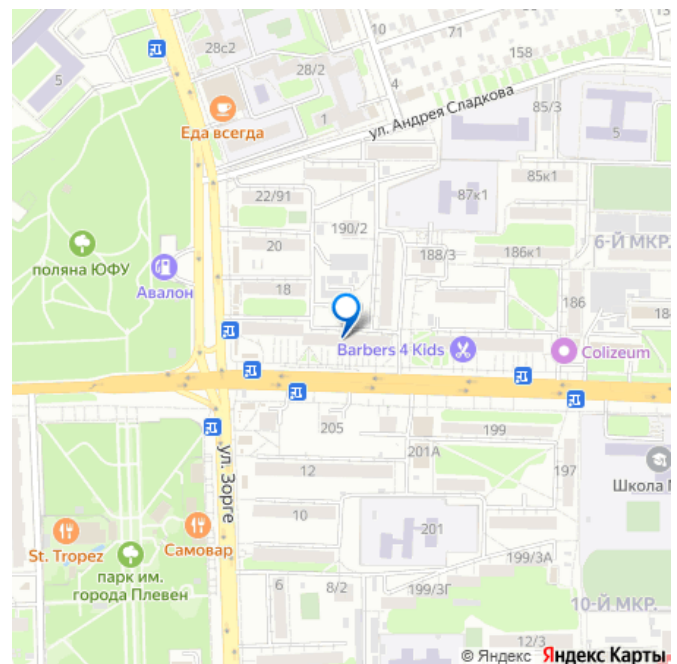 10
71
158
28с2
28/2
5
4
Еда всегда
1
ул. Андрея Сладкова
85/3
5
22/91
87к1
85к1
190/2
6-Й МКР.
поляна ЮФУ
20
188/3
186к1
Авалон
18
186
18
Barbers 4 Kids
Colizeum
205
199
201А
ул. Зорге
12
197
Школа №
10
201
St. Tropez
Самовар
199/3А
парк им.
города Плевен
6
8/2
199/3Г
10-Й МКР.
12/3
© Яндекс Яндекс Карты